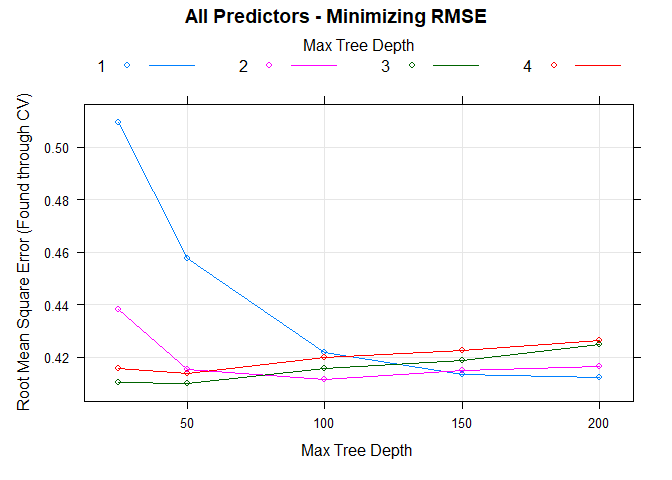 All Predictors - Minimizing RMSE
Max Tree Depth
1 2 3 4
Root Mean Square Error (Found through CV)
0.50
0.48
0.46
0.44
0.42
50 100 150 200
Max Tree Depth